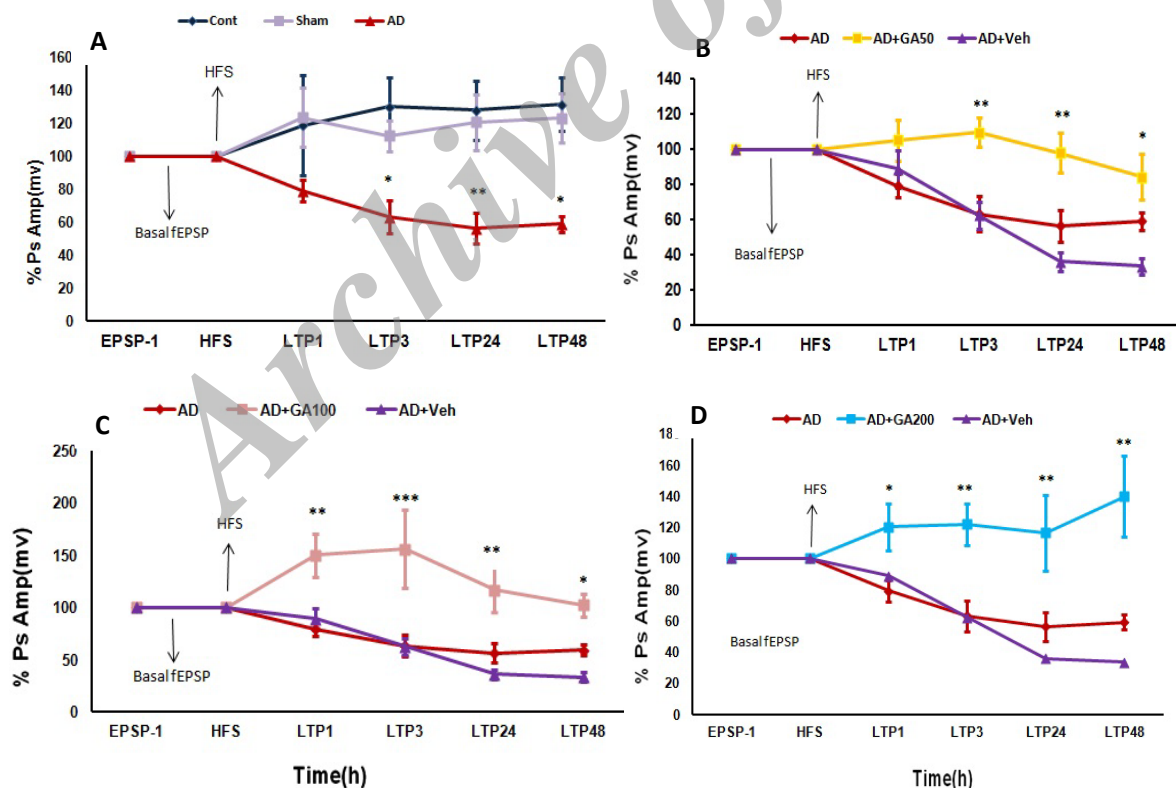 Cont Sham AD
A
160
140
120
100
80
60
40
20
0
% Ps Amp(mv)
HFS
Basal fEPSP
*
**
*
EPSP-1 HFS LTP1 LTP3 LTP24 LTP48
AD AD+GA50 AD+Veh
B
140
120
100
80
60
40
20
0
% Ps Amp(mv)
HFS
Basal fEPSP
**
**
*
EPSP-1 HFS LTP1 LTP3 LTP24 LTP48
AD AD+GA100 AD+Veh
C
250
200
150
100
50
0
% Ps Amp(mv)
HFS
Basal fEPSP
**
***
**
*
EPSP-1 HFS LTP1 LTP3 LTP24 LTP48
Time(h)
AD AD+GA200 AD+Veh
D
160
140
120
100
80
60
40
20
0
% Ps Amp(mv)
HFS
Basal fEPSP
*
**
**
**
EPSP-1 HFS LTP1 LTP3 LTP24 LTP48
Time(h)
Archive of